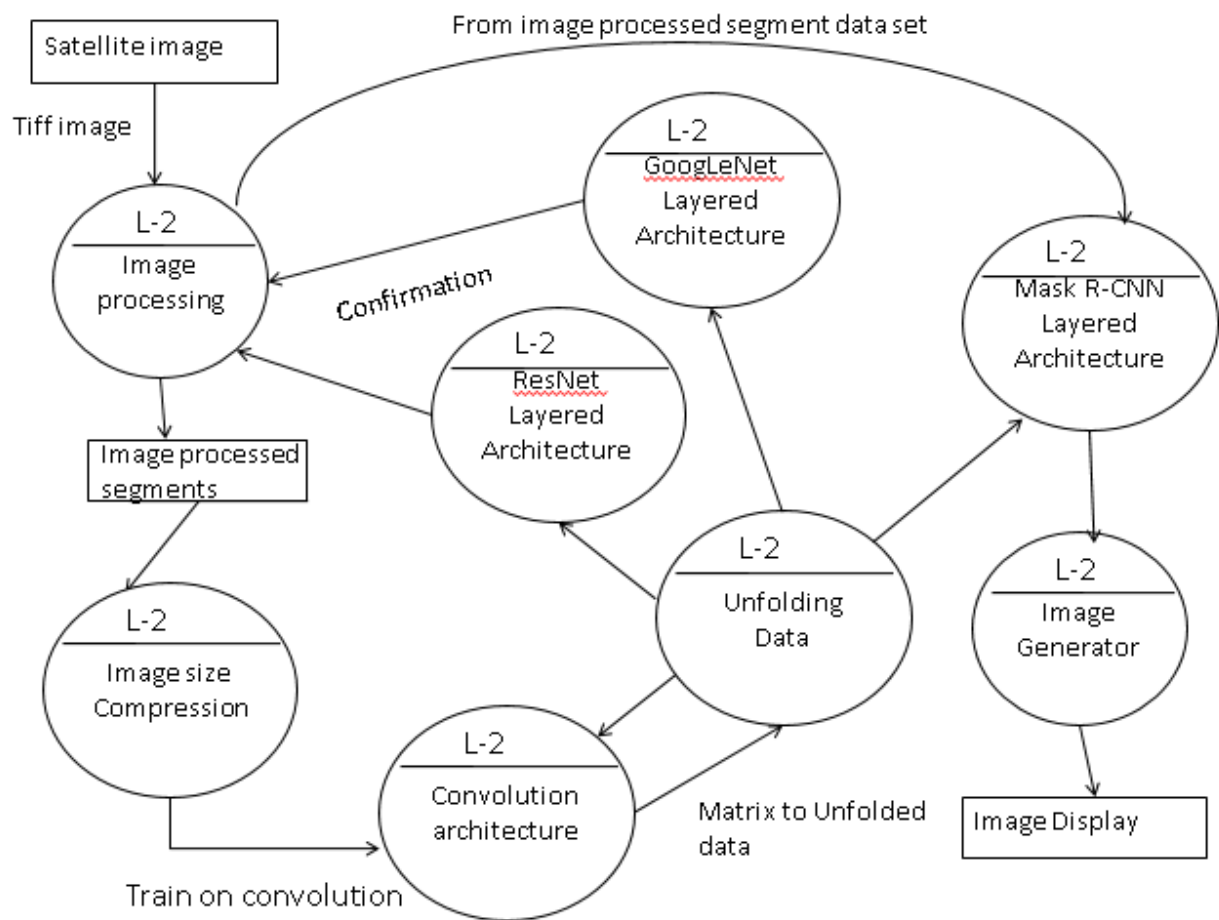 From image processed segment data set
Satellite image
Tiff image
L-2
GoogLeNet
Layered
Architecture
L-2
Image
processing
L-2
Mask R-CNN
Layered
Architecture
Confirmation
L-2
ResNet
Layered
Architecture
Image processed
segments
L-2
Unfolding
Data
L-2
Image
Generator
L-2
Image size
Compression
L-2
Convolution
architecture
Matrix to Unfolded
data
Image Display
Train on convolution